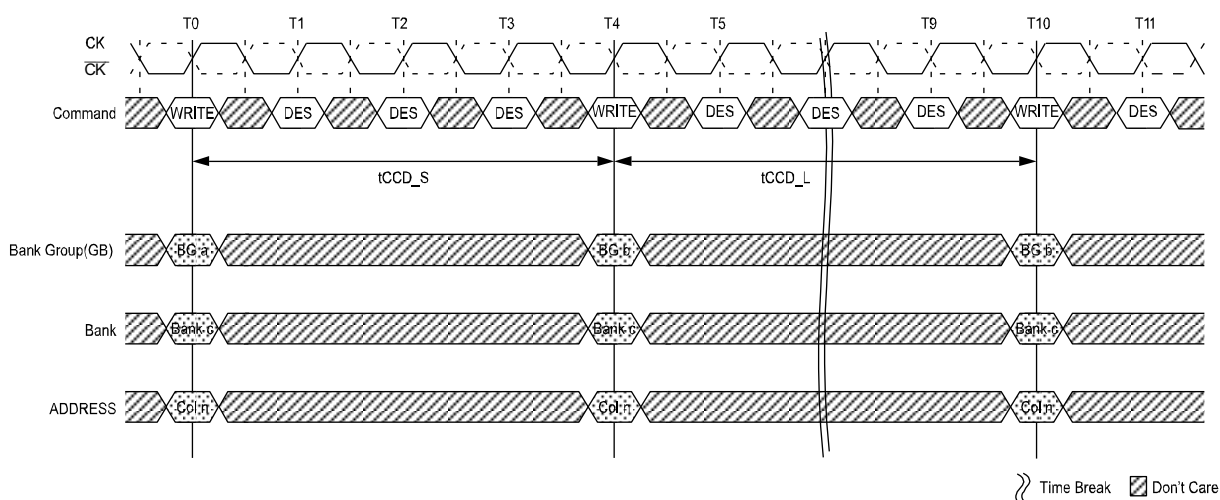 T0 T1 T2 T3 T4 T5 T9 T10 T11
CK
CK
Command WRITE DES DES DES WRITE DES DES DES WRITE DES
tCCD_S tCCD_L
Bank Group(GB) BG a BG b BG b
Bank Bank c Bank c Bank c
ADDRESS Col n Col n Col n
Time Break Don't Care